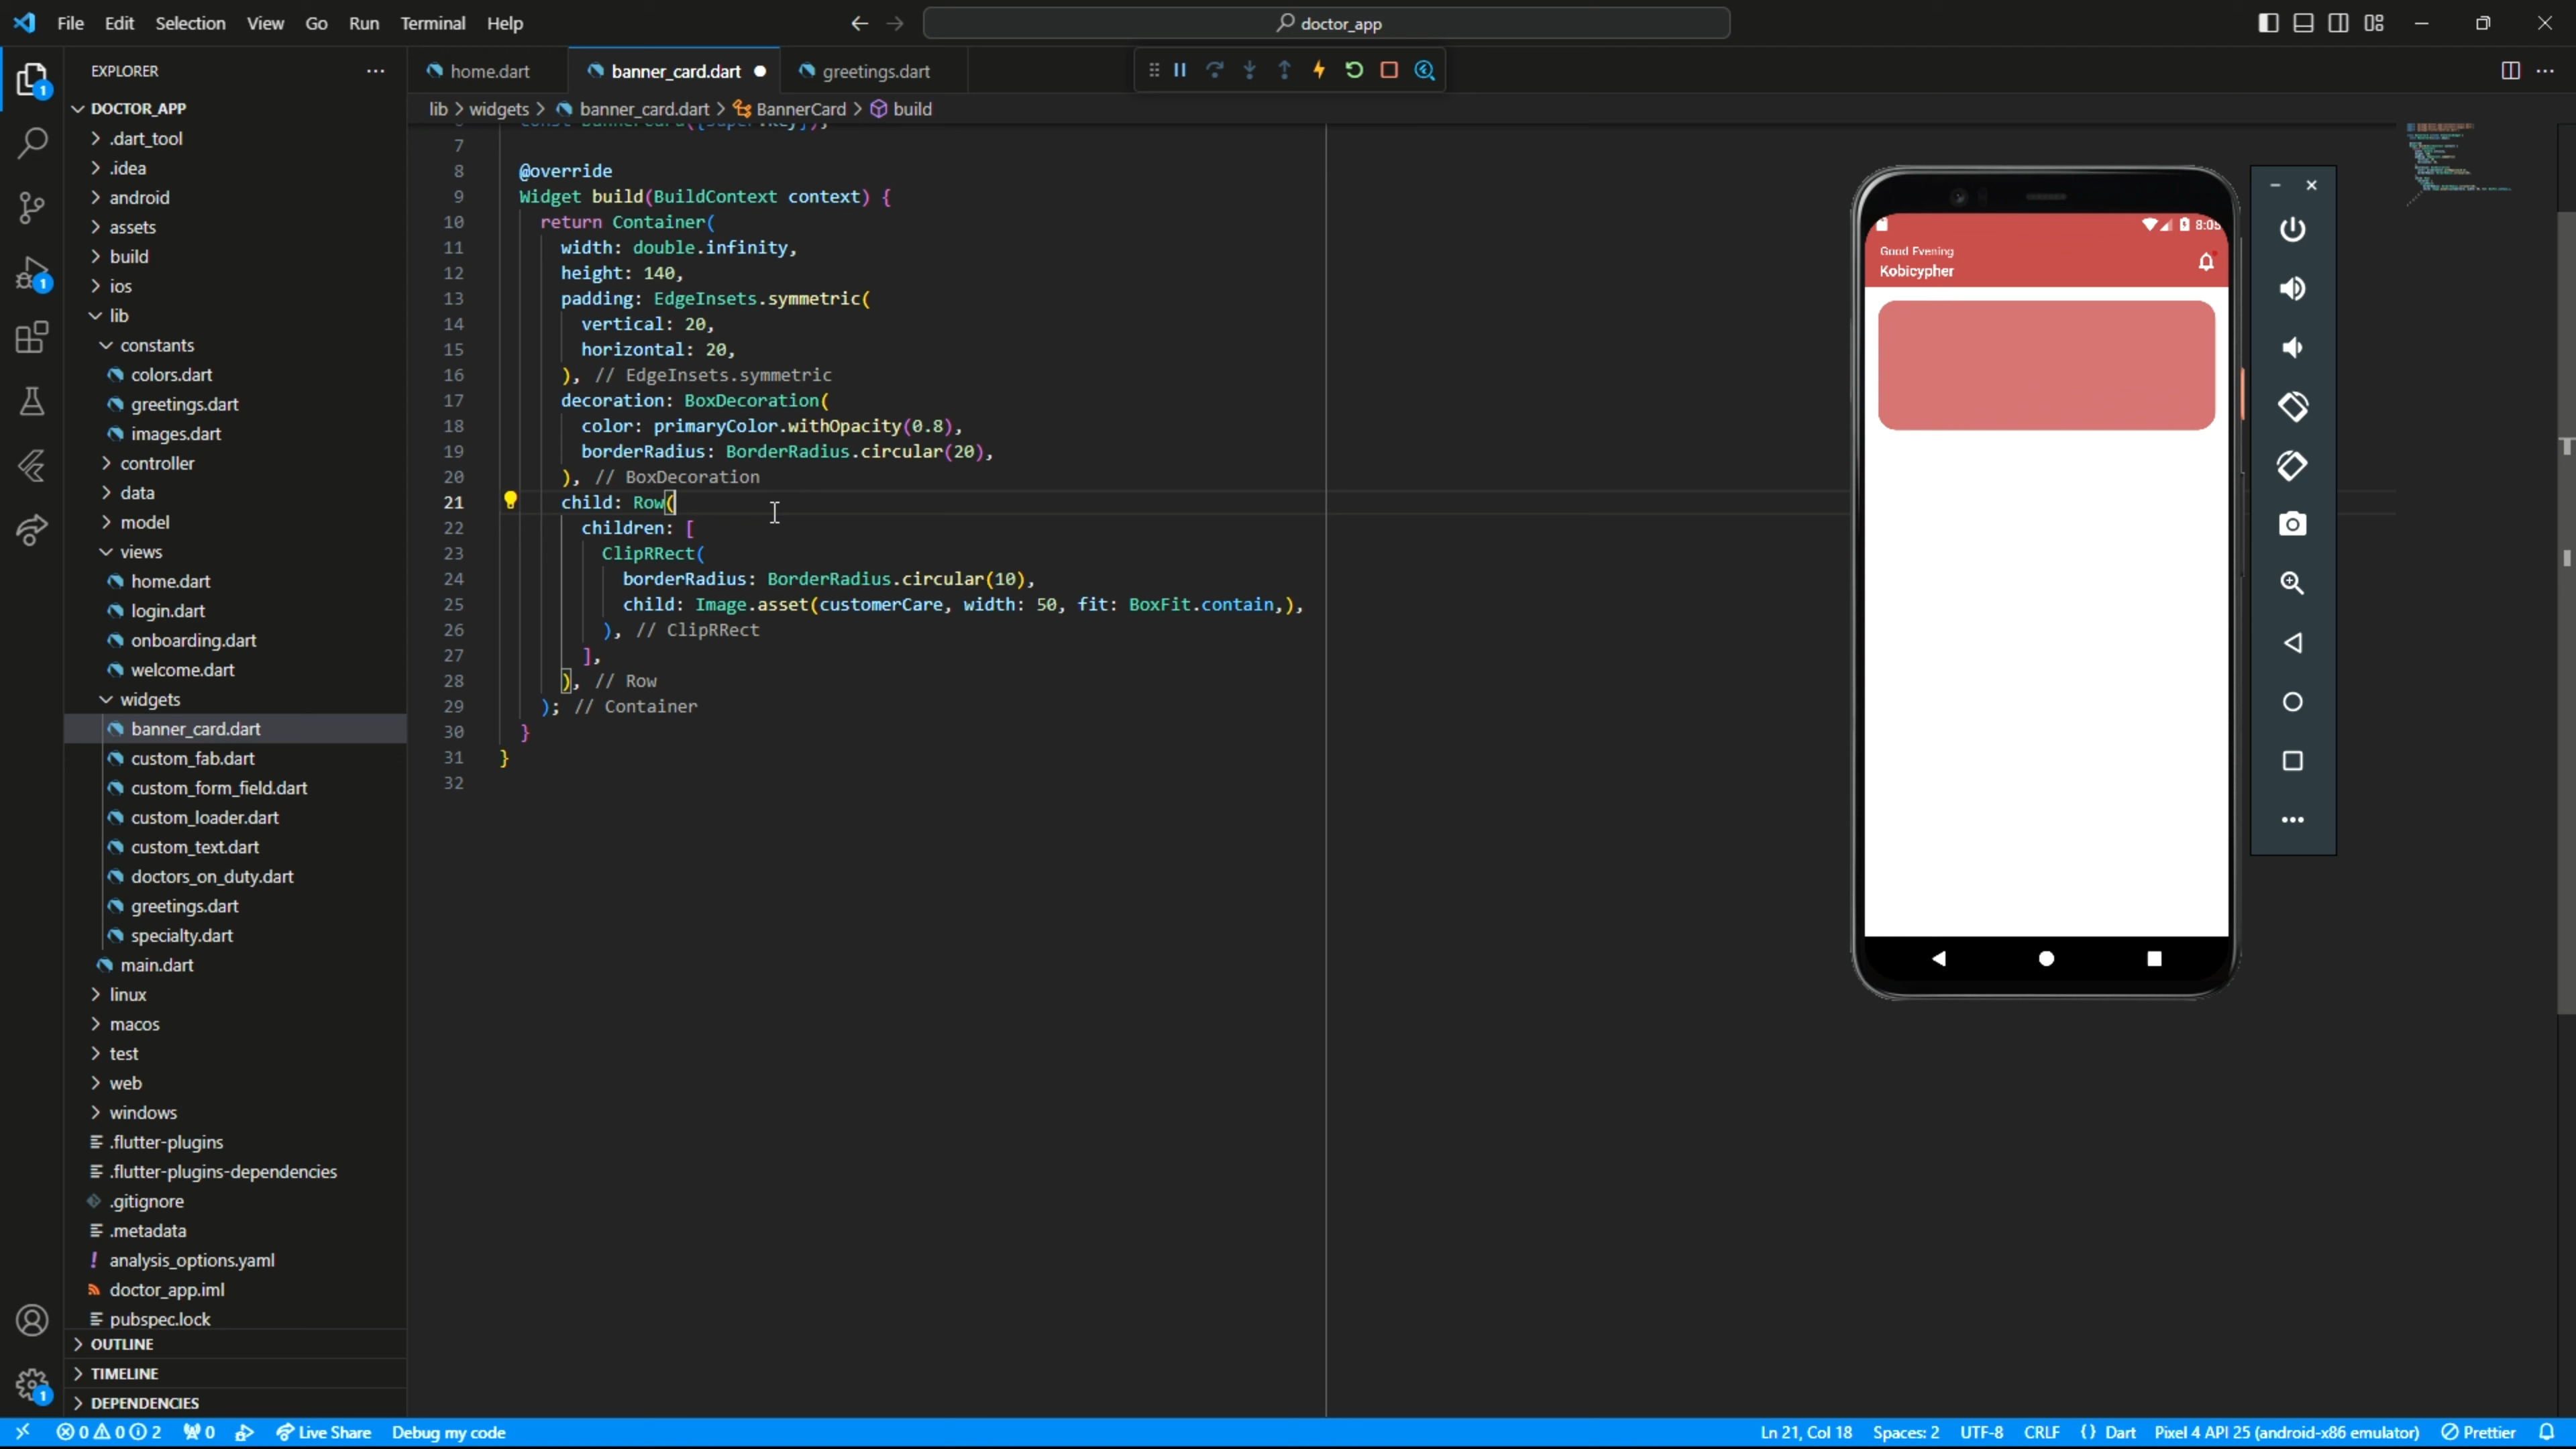 File Edit Selection View Go Run Terminal Help
doctor_app
EXPLORER
DOCTOR_APP
.dart_tool
.idea
android
assets
build
ios
lib
constants
colors.dart
greetings.dart
images.dart
controller
data
model
views
home.dart
login.dart
onboarding.dart
welcome.dart
widgets
banner_card.dart
custom_fab.dart
custom_form_field.dart
custom_loader.dart
custom_text.dart
doctors_on_duty.dart
greetings.dart
specialty.dart
main.dart
linux
macos
test
web
windows
.flutter-plugins
.flutter-plugins-dependencies
.gitignore
.metadata
analysis_options.yaml
doctor_app.iml
pubspec.lock
OUTLINE
TIMELINE
DEPENDENCIES
home.dart banner_card.dart greetings.dart
lib > widgets > banner_card.dart > BannerCard > build
7
8 @override
9 Widget build(BuildContext context) {
10 return Container(
11 width: double.infinity,
12 height: 140,
13 padding: EdgeInsets.symmetric(
14 vertical: 20,
15 horizontal: 20,
16 ), // EdgeInsets.symmetric
17 decoration: BoxDecoration(
18 color: primaryColor.withOpacity(0.8),
19 borderRadius: BorderRadius.circular(20),
20 ), // BoxDecoration
21 child: Row(
22 children: [
23 ClipRRect(
24 borderRadius: BorderRadius.circular(10),
25 child: Image.asset(customerCare, width: 50, fit: BoxFit.contain,),
26 ), // ClipRRect
27 ],
28 ), // Row
29 ); // Container
30 }
31 }
32
8:05
Good Evening
Kobicypher
1
1
1
0 0 2 0 Live Share Debug my code
Ln 21, Col 18 Spaces: 2 UTF-8 CRLF {} Dart Pixel 4 API 25 (android-x86 emulator) Prettier